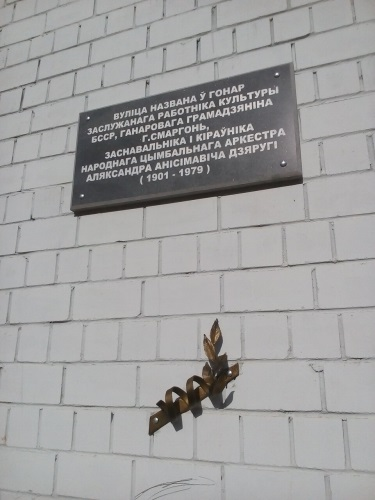 ВУЛІЦА НАЗВАНА Ў ГОНАР
ЗАСЛУЖАНАГА РАБОТНІКА КУЛЬТУРЫ
БССР, ГАНАРОВАГА ГРАМАДЗЯНІНА
Г.СМАРГОНЬ,
ЗАСНАВАЛЬНІКА І КІРАЎНІКА
НАРОДНАГА ЦЫМБАЛЬНАГА АРКЕСТРА
АЛЯКСАНДРА АНІСІМАВІЧА ДЗЯРУГІ
( 1901 - 1979 )